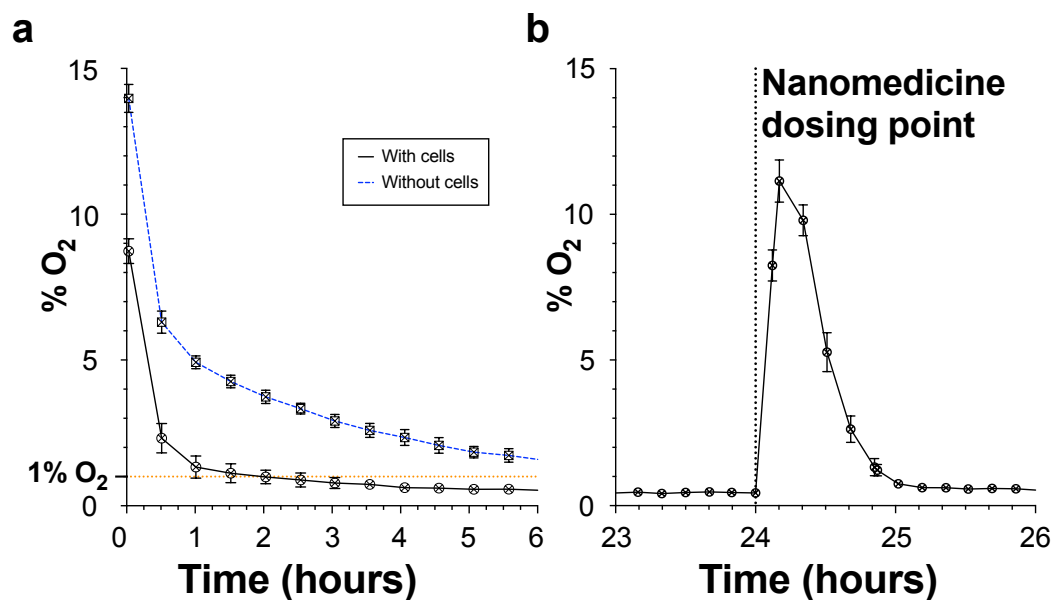 a
b
15
10
5
0
% O2
1% O2
With cells
Without cells
0 1 2 3 4 5 6
Time (hours)
15
10
5
0
% O2
Nanomedicine
dosing point
23 24 25 26
Time (hours)